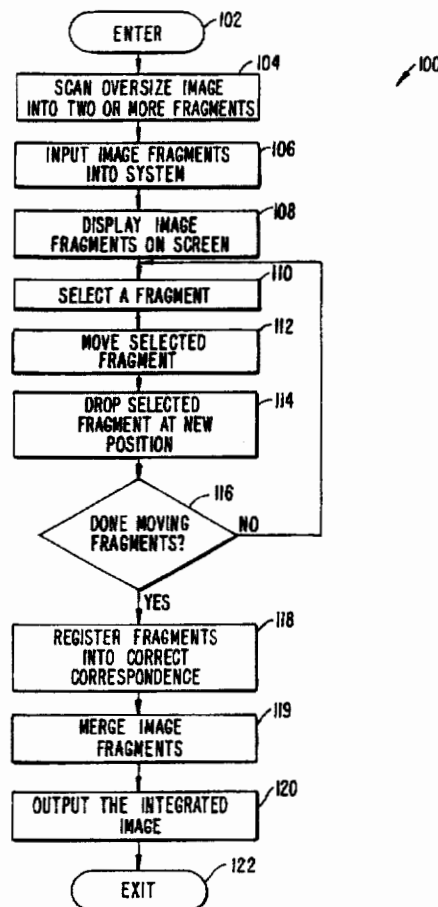 ENTER
102
104
100
SCAN OVERSIZE IMAGE
INTO TWO OR MORE FRAGMENTS
106
INPUT IMAGE FRAGMENTS
INTO SYSTEM
108
DISPLAY IMAGE
FRAGMENTS ON SCREEN
110
SELECT A FRAGMENT
112
MOVE SELECTED
FRAGMENT
114
DROP SELECTED
FRAGMENT AT NEW
POSITION
116
DONE MOVING
FRAGMENTS?
NO
YES
118
REGISTER FRAGMENTS
INTO CORRECT
CORRESPONDENCE
119
MERGE IMAGE
FRAGMENTS
120
OUTPUT THE INTEGRATED
IMAGE
122
EXIT